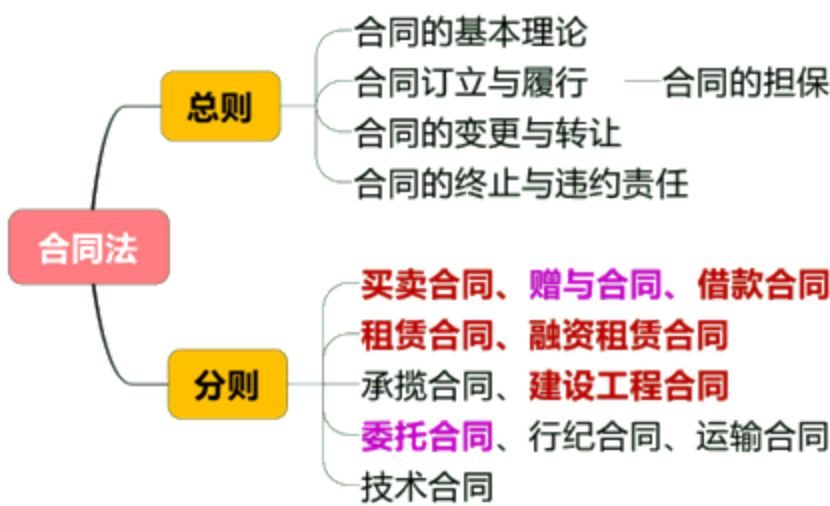 合同法
总则
合同的基本理论
合同订立与履行 合同的担保
合同的变更与转让
合同的终止与违约责任
分则
买卖合同、赠与合同、借款合同
租赁合同、融资租赁合同
承揽合同、建设工程合同
委托合同、行纪合同、运输合同
技术合同